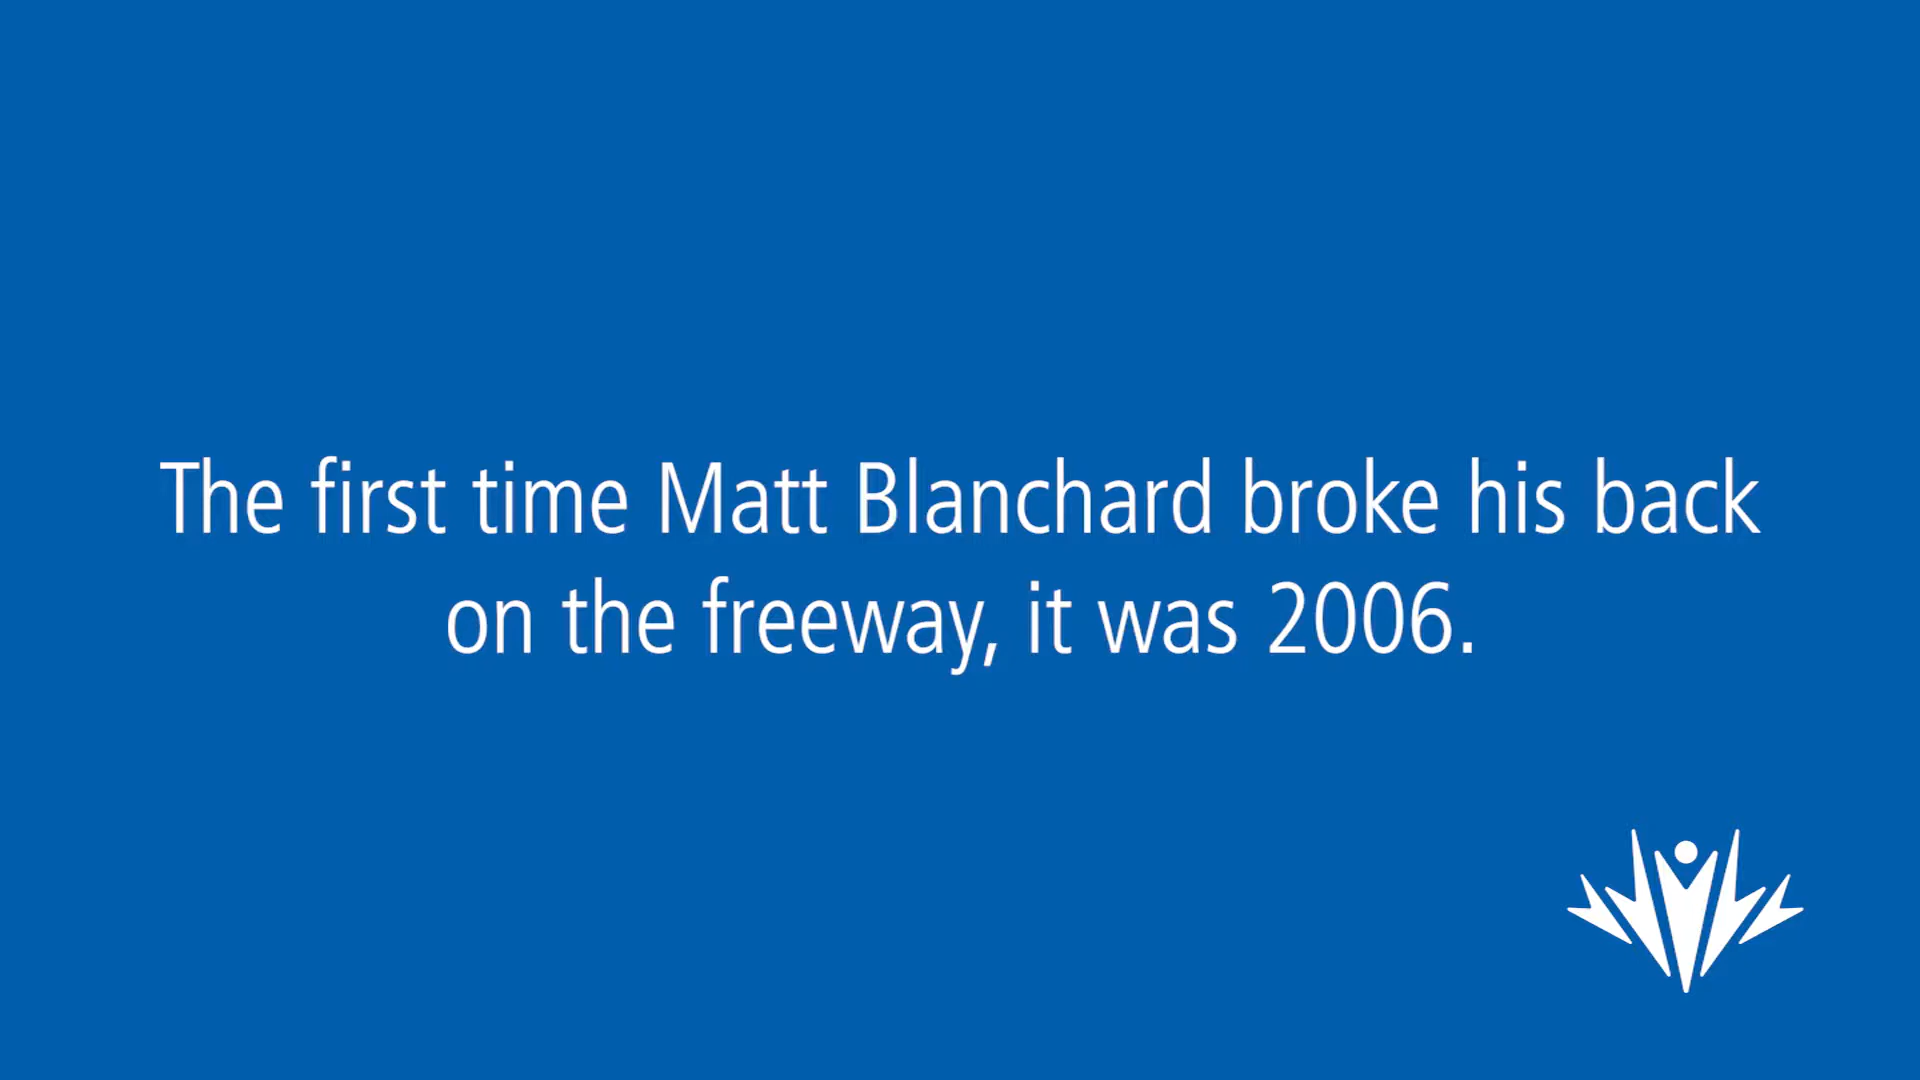 The first time Matt Blanchard broke his back
on the freeway, it was 2006.